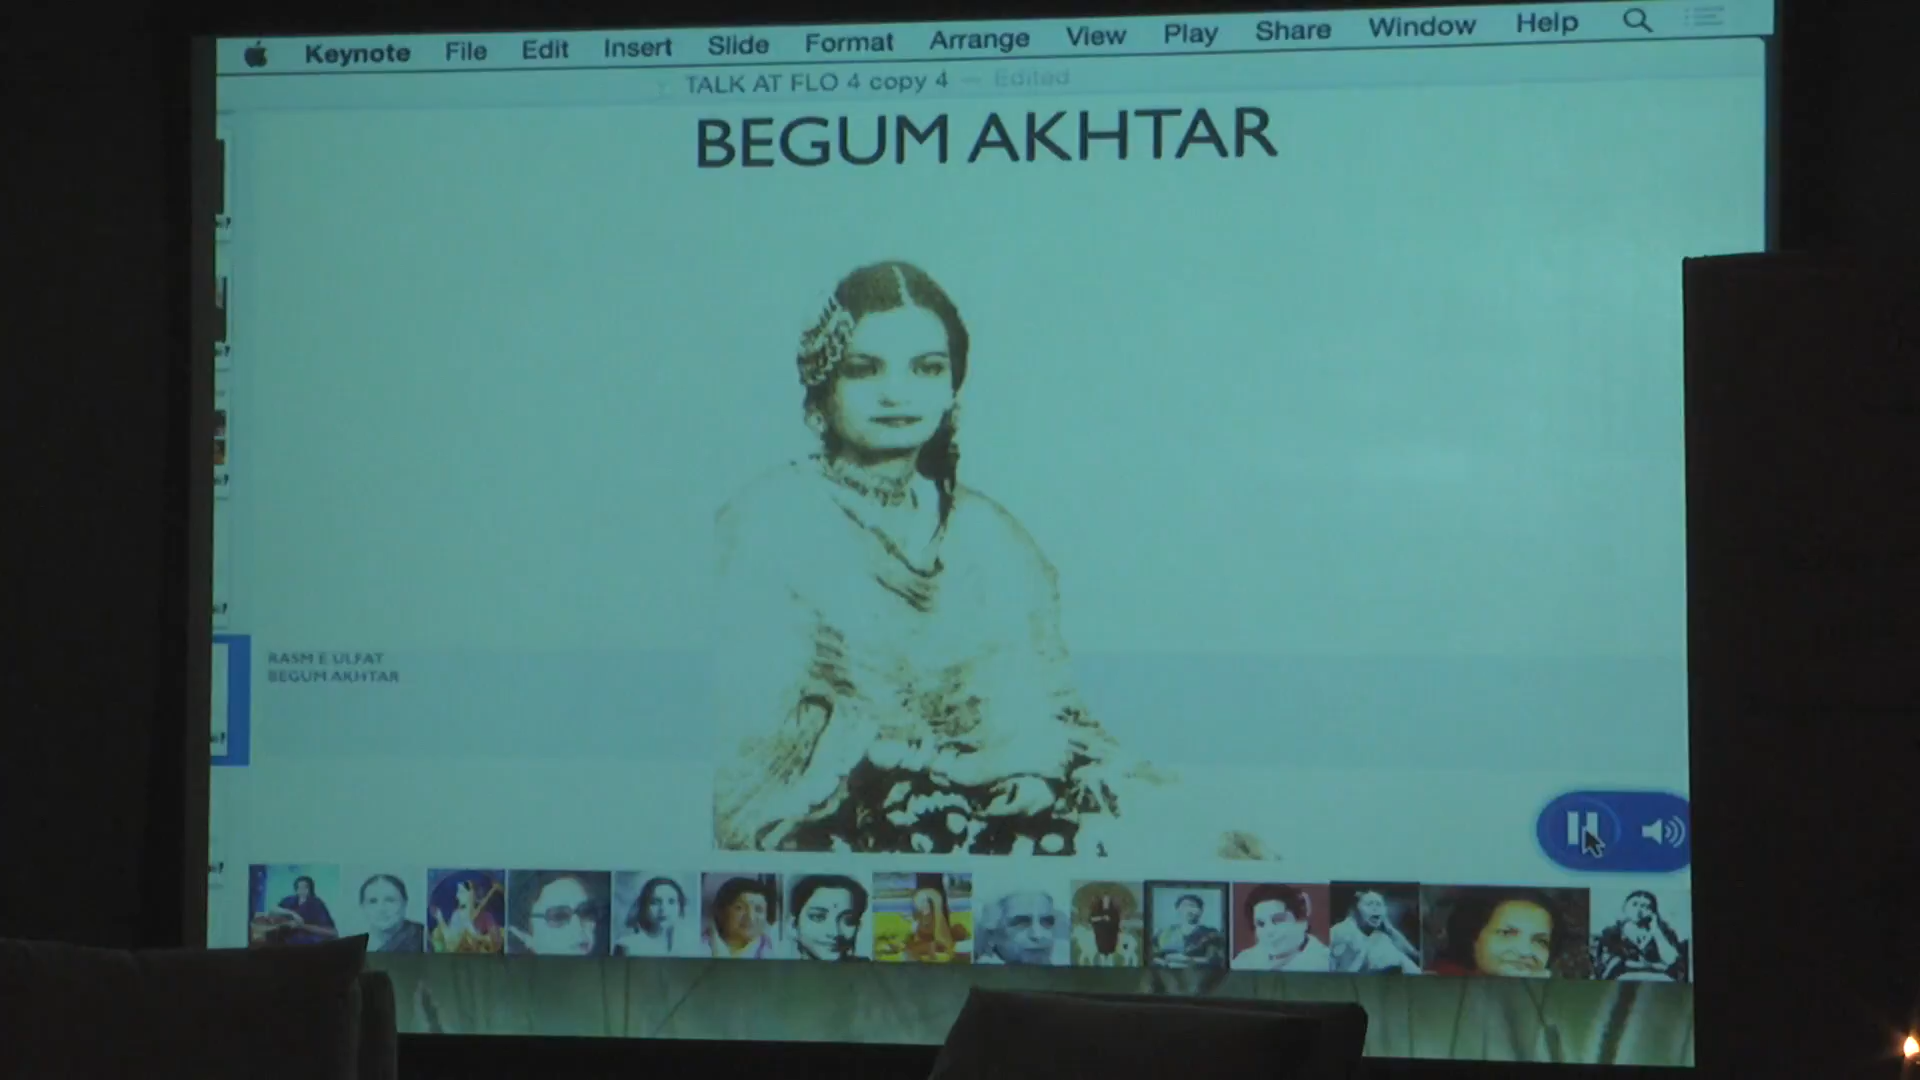 Keynote File Edit Insert Slide Format Arrange View Play Share Window Help
TALK AT FLO 4 copy 4 — Edited
BEGUM AKHTAR
RASM E ULFAT
BEGUM AKHTAR